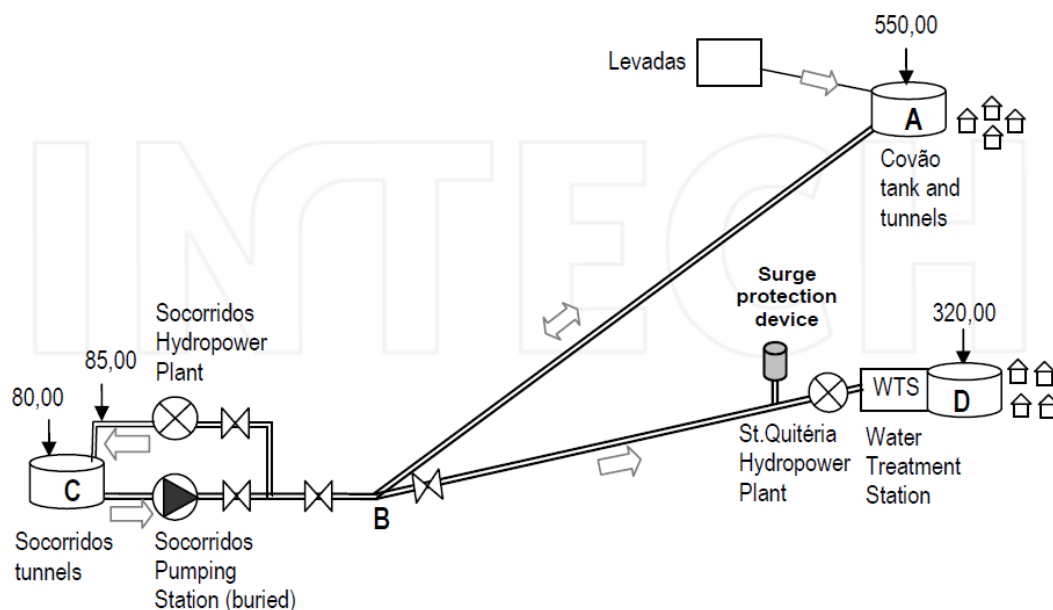 550,00
Levadas
A
Covão
tank and
tunnels
INTECH
Surge
protection
device
320,00
Socorridos
Hydropower
Plant
85,00
80,00
WTS
D
St.Quitéria
Hydropower
Plant
Water
Treatment
Station
C
B
Socorridos
tunnels
Socorridos
Pumping
Station (buried)